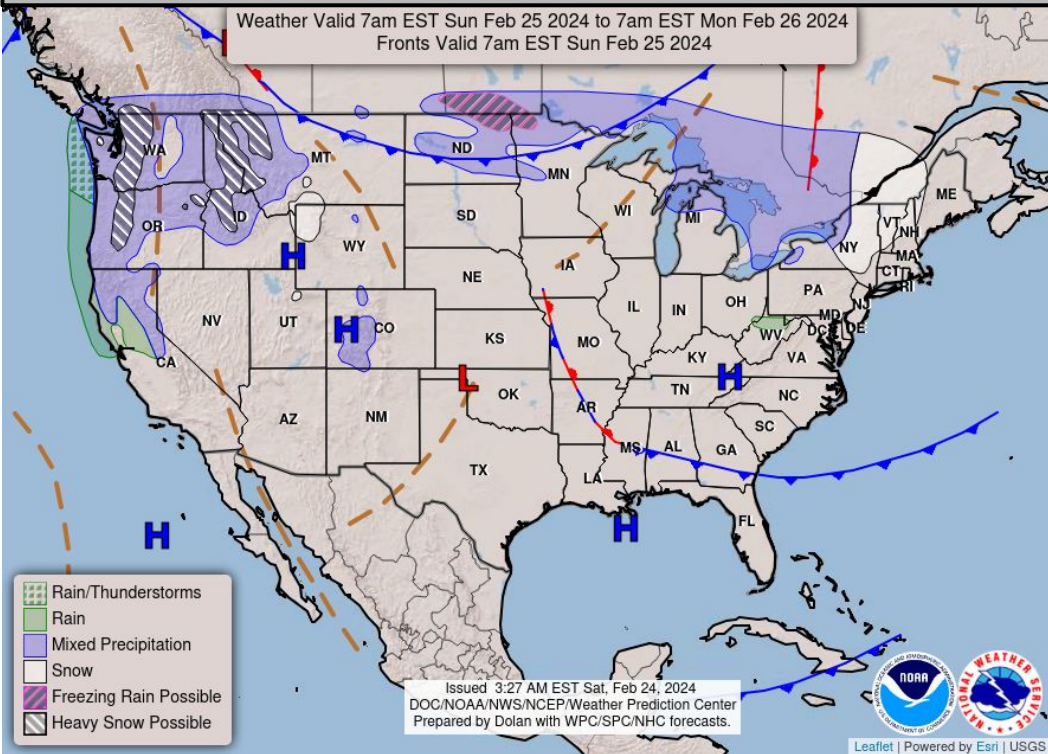 Weather Valid 7am EST Sun Feb 25 2024 to 7am EST Mon Feb 26 2024
Fronts Valid 7am EST Sun Feb 25 2024
L
WA
MT
ND
MN
OR
ID
SD
WI
MI
ME
VT
NH
NY
MA
CT
RI
H
WY
NE
IA
PA
NJ
NV
UT
H
CO
KS
MO
IL
IN
OH
WV
MD
DC
DE
VA
CA
KY
AZ
NM
L
OK
AR
TN
H
NC
SC
TX
LA
MS
AL
GA
FL
H
H
Rain/Thunderstorms
Rain
Mixed Precipitation
Snow
Freezing Rain Possible
Heavy Snow Possible
Issued 3:27 AM EST Sat, Feb 24, 2024
DOC/NOAA/NWS/NCEP/Weather Prediction Center
Prepared by Dolan with WPC/SPC/NHC forecasts.
NOAA
NATIONAL WEATHER SERVICE
Leaflet | Powered by Esri | USGS